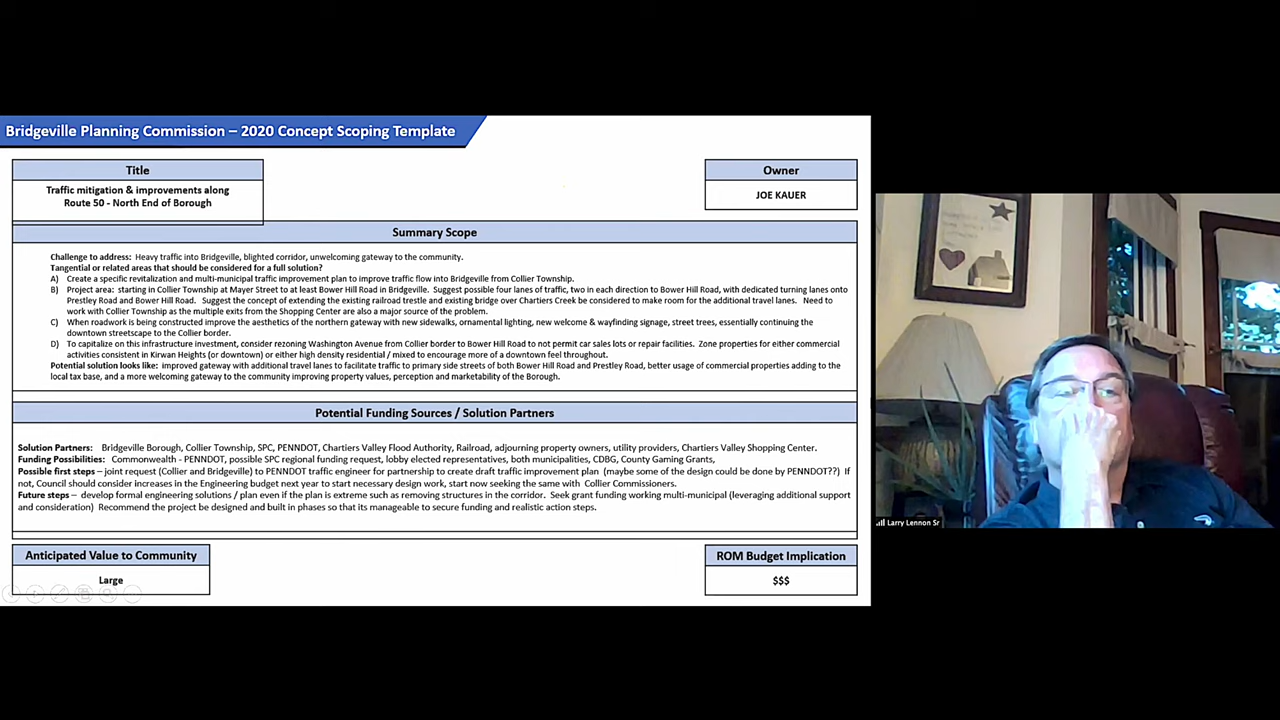 Bridgeville Planning Commission – 2020 Concept Scoping Template
Title
Traffic mitigation & improvements along
Route 50 - North End of Borough
Owner
JOE KAUER
Summary Scope
Challenge to address: Heavy traffic into Bridgeville, blighted corridor, unwelcoming gateway to the community.
Tangential or related areas that should be considered for a full solution?
A) Create a specific revitalization and multi-municipal traffic improvement plan to improve traffic flow into Bridgeville from Collier Township.
B) Project area: starting in Collier Township at Mayer Street to at least Bower Hill Road in Bridgeville. Suggest possible four lanes of traffic, two in each direction to Bower Hill Road, with dedicated turning lanes onto
Prestley Road and Bower Hill Road. Suggest the concept of extending the existing railroad trestle and existing bridge over Chartiers Creek be considered to make room for the additional travel lanes. Need to
work with Collier Township as the multiple exits from the Shopping Center are also a major source of the problem.
C) When roadwork is being constructed improve the aesthetics of the northern gateway with new sidewalks, ornamental lighting, new welcome & wayfinding signage, street trees, essentially continuing the
downtown streetscape to the Collier border.
D) To capitalize on this infrastructure investment, consider rezoning Washington Avenue from Collier border to Bower Hill Road to not permit car sales lots or repair facilities. Zone properties for either commercial
activities consistent in Kirwan Heights (or downtown) or either high density residential / mixed to encourage more of a downtown feel throughout.
Potential solution looks like: improved gateway with additional travel lanes to facilitate traffic to primary side streets of both Bower Hill Road and Prestley Road, better usage of commercial properties adding to the
local tax base, and a more welcoming gateway to the community improving property values, perception and marketability of the Borough.
Potential Funding Sources / Solution Partners
Solution Partners: Bridgeville Borough, Collier Township, SPC, PENNDOT, Chartiers Valley Flood Authority, Railroad, adjourning property owners, utility providers, Chartiers Valley Shopping Center.
Funding Possibilities: Commonwealth - PENNDOT, possible SPC regional funding request, lobby elected representatives, both municipalities, CDBG, County Gaming Grants,
Possible first steps – joint request (Collier and Bridgeville) to PENNDOT traffic engineer for partnership to create draft traffic improvement plan (maybe some of the design could be done by PENNDOT??) If
not, Council should consider increases in the Engineering budget next year to start necessary design work, start now seeking the same with Collier Commissioners.
Future steps – develop formal engineering solutions / plan even if the plan is extreme such as removing structures in the corridor. Seek grant funding working multi-municipal (leveraging additional support
and consideration) Recommend the project be designed and built in phases so that its manageable to secure funding and realistic action steps.
Anticipated Value to Community
Large
ROM Budget Implication
$$$
Larry Lennon Sr